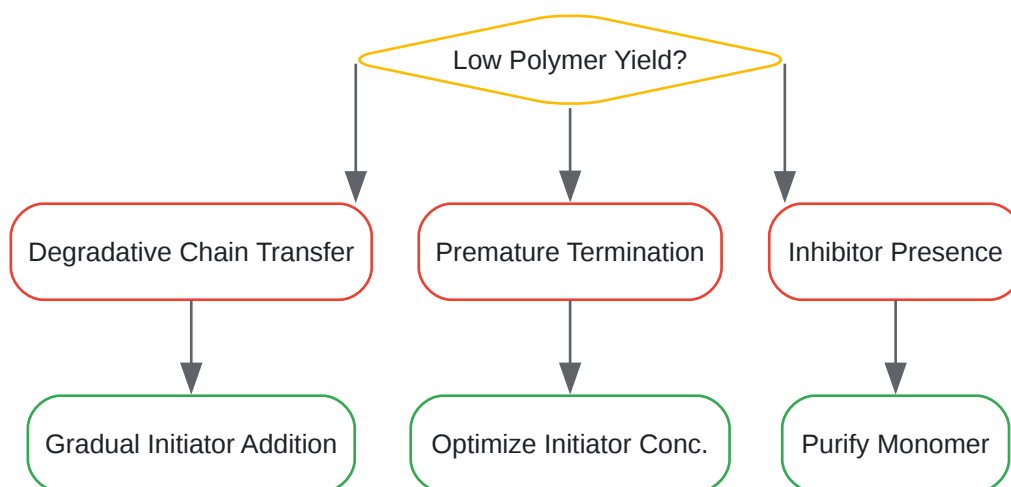 Low Polymer Yield?
Degradative Chain Transfer
Premature Termination
Inhibitor Presence
Gradual Initiator Addition
Optimize Initiator Conc.
Purify Monomer